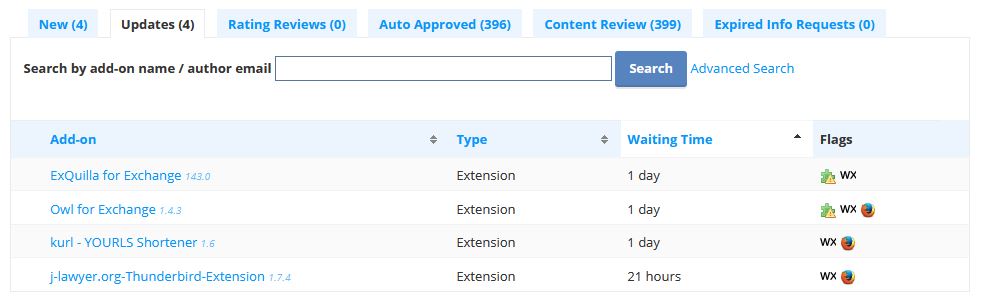 New (4) Updates (4) Rating Reviews (0) Auto Approved (396) Content Review (399) Expired Info Requests (0)
Search by add-on name / author email Search Advanced Search
Add-on Type Waiting Time Flags
ExQuilla for Exchange 143.0 Extension 1 day WX
Owl for Exchange 1.4.3 Extension 1 day WX
kurl - YOURLS Shortener 1.6 Extension 1 day WX
j-lawyer.org-Thunderbird-Extension 1.7.4 Extension 21 hours WX